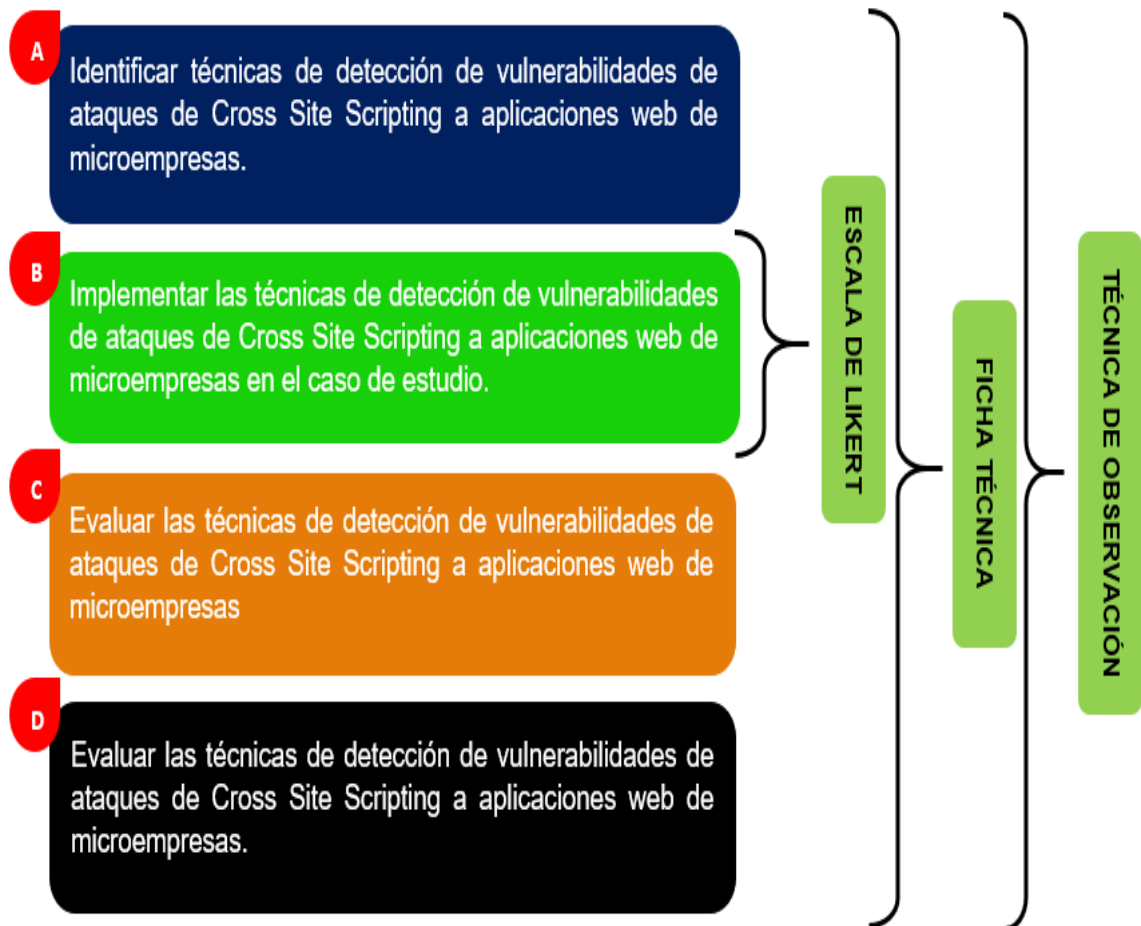 A
Identificar técnicas de detección de vulnerabilidades de
ataques de Cross Site Scripting a aplicaciones web de
microempresas.
B
Implementar las técnicas de detección de vulnerabilidades
de ataques de Cross Site Scripting a aplicaciones web de
microempresas en el caso de estudio.
C
Evaluar las técnicas de detección de vulnerabilidades de
ataques de Cross Site Scripting a aplicaciones web de
microempresas
D
Evaluar las técnicas de detección de vulnerabilidades de
ataques de Cross Site Scripting a aplicaciones web de
microempresas.
ESCALA DE LIKERT
FICHA TÉCNICA
TÉCNICA DE OBSERVACIÓN